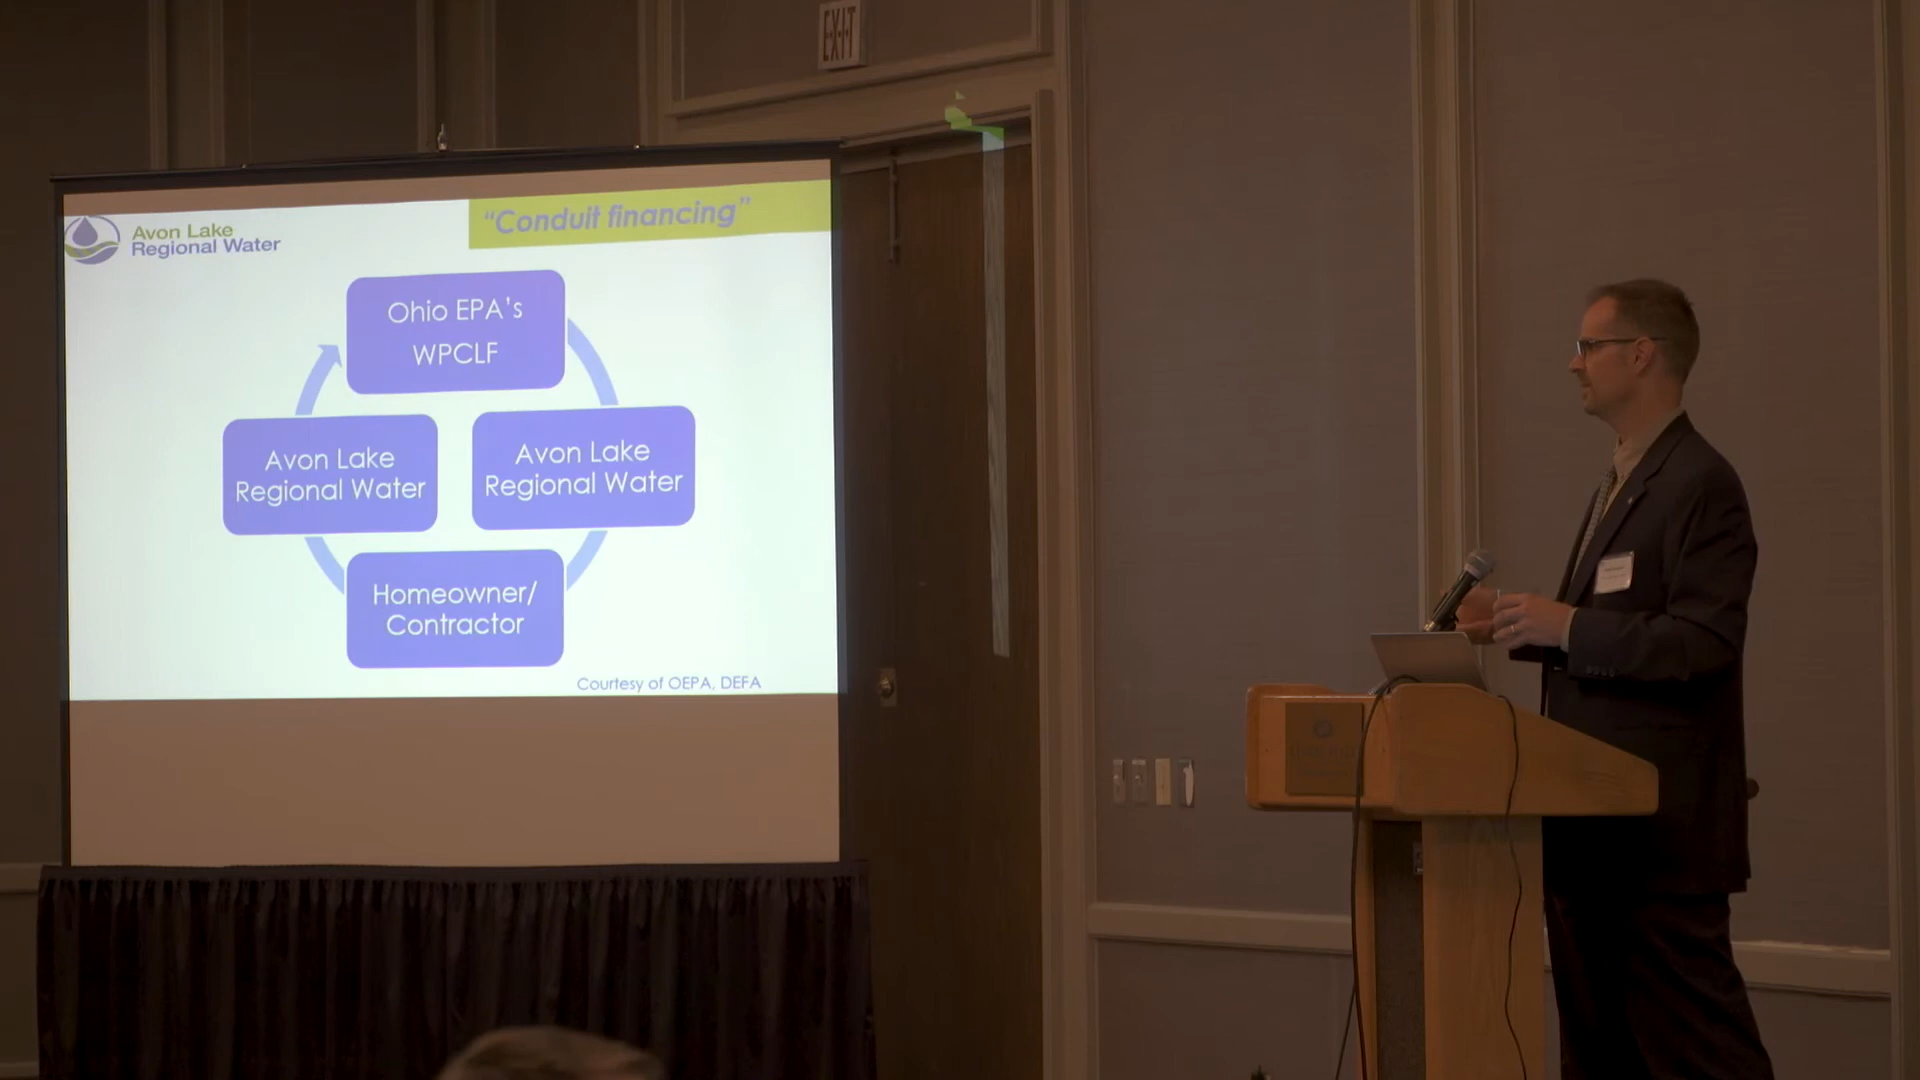 EXIT
Avon Lake
Regional Water
“Conduit financing”
Ohio EPA’s
WPCLF
Avon Lake
Regional Water
Avon Lake
Regional Water
Homeowner/
Contractor
Courtesy of OEPA, DEFA